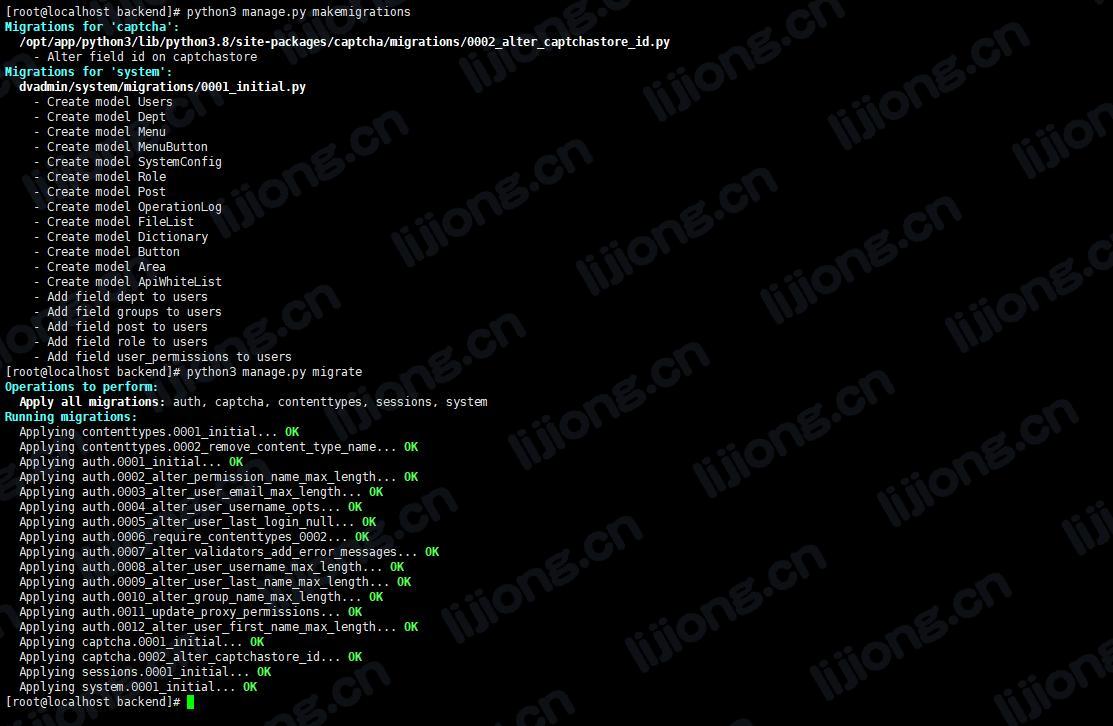 [root@localhost backend]# python3 manage.py makemigrations
Migrations for 'captcha':
  /opt/app/python3/lib/python3.8/site-packages/captcha/migrations/0002_alter_captchastore_id.py
    - Alter field id on captchastore
Migrations for 'system':
  dvadmin/system/migrations/0001_initial.py
    - Create model Users
    - Create model Dept
    - Create model Menu
    - Create model MenuButton
    - Create model SystemConfig
    - Create model Role
    - Create model Post
    - Create model OperationLog
    - Create model FileList
    - Create model Dictionary
    - Create model Button
    - Create model Area
    - Create model ApiWhiteList
    - Add field dept to users
    - Add field groups to users
    - Add field post to users
    - Add field role to users
    - Add field user_permissions to users
[root@localhost backend]# python3 manage.py migrate
Operations to perform:
  Apply all migrations: auth, captcha, contenttypes, sessions, system
Running migrations:
  Applying contenttypes.0001_initial... OK
  Applying contenttypes.0002_remove_content_type_name... OK
  Applying auth.0001_initial... OK
  Applying auth.0002_alter_permission_name_max_length... OK
  Applying auth.0003_alter_user_email_max_length... OK
  Applying auth.0004_alter_user_username_opts... OK
  Applying auth.0005_alter_user_last_login_null... OK
  Applying auth.0006_require_contenttypes_0002... OK
  Applying auth.0007_alter_validators_add_error_messages... OK
  Applying auth.0008_alter_user_username_max_length... OK
  Applying auth.0009_alter_user_last_name_max_length... OK
  Applying auth.0010_alter_group_name_max_length... OK
  Applying auth.0011_update_proxy_permissions... OK
  Applying auth.0012_alter_user_first_name_max_length... OK
  Applying captcha.0001_initial... OK
  Applying captcha.0002_alter_captchastore_id... OK
  Applying sessions.0001_initial... OK
  Applying system.0001_initial... OK
[root@localhost backend]#
lijiong.cn